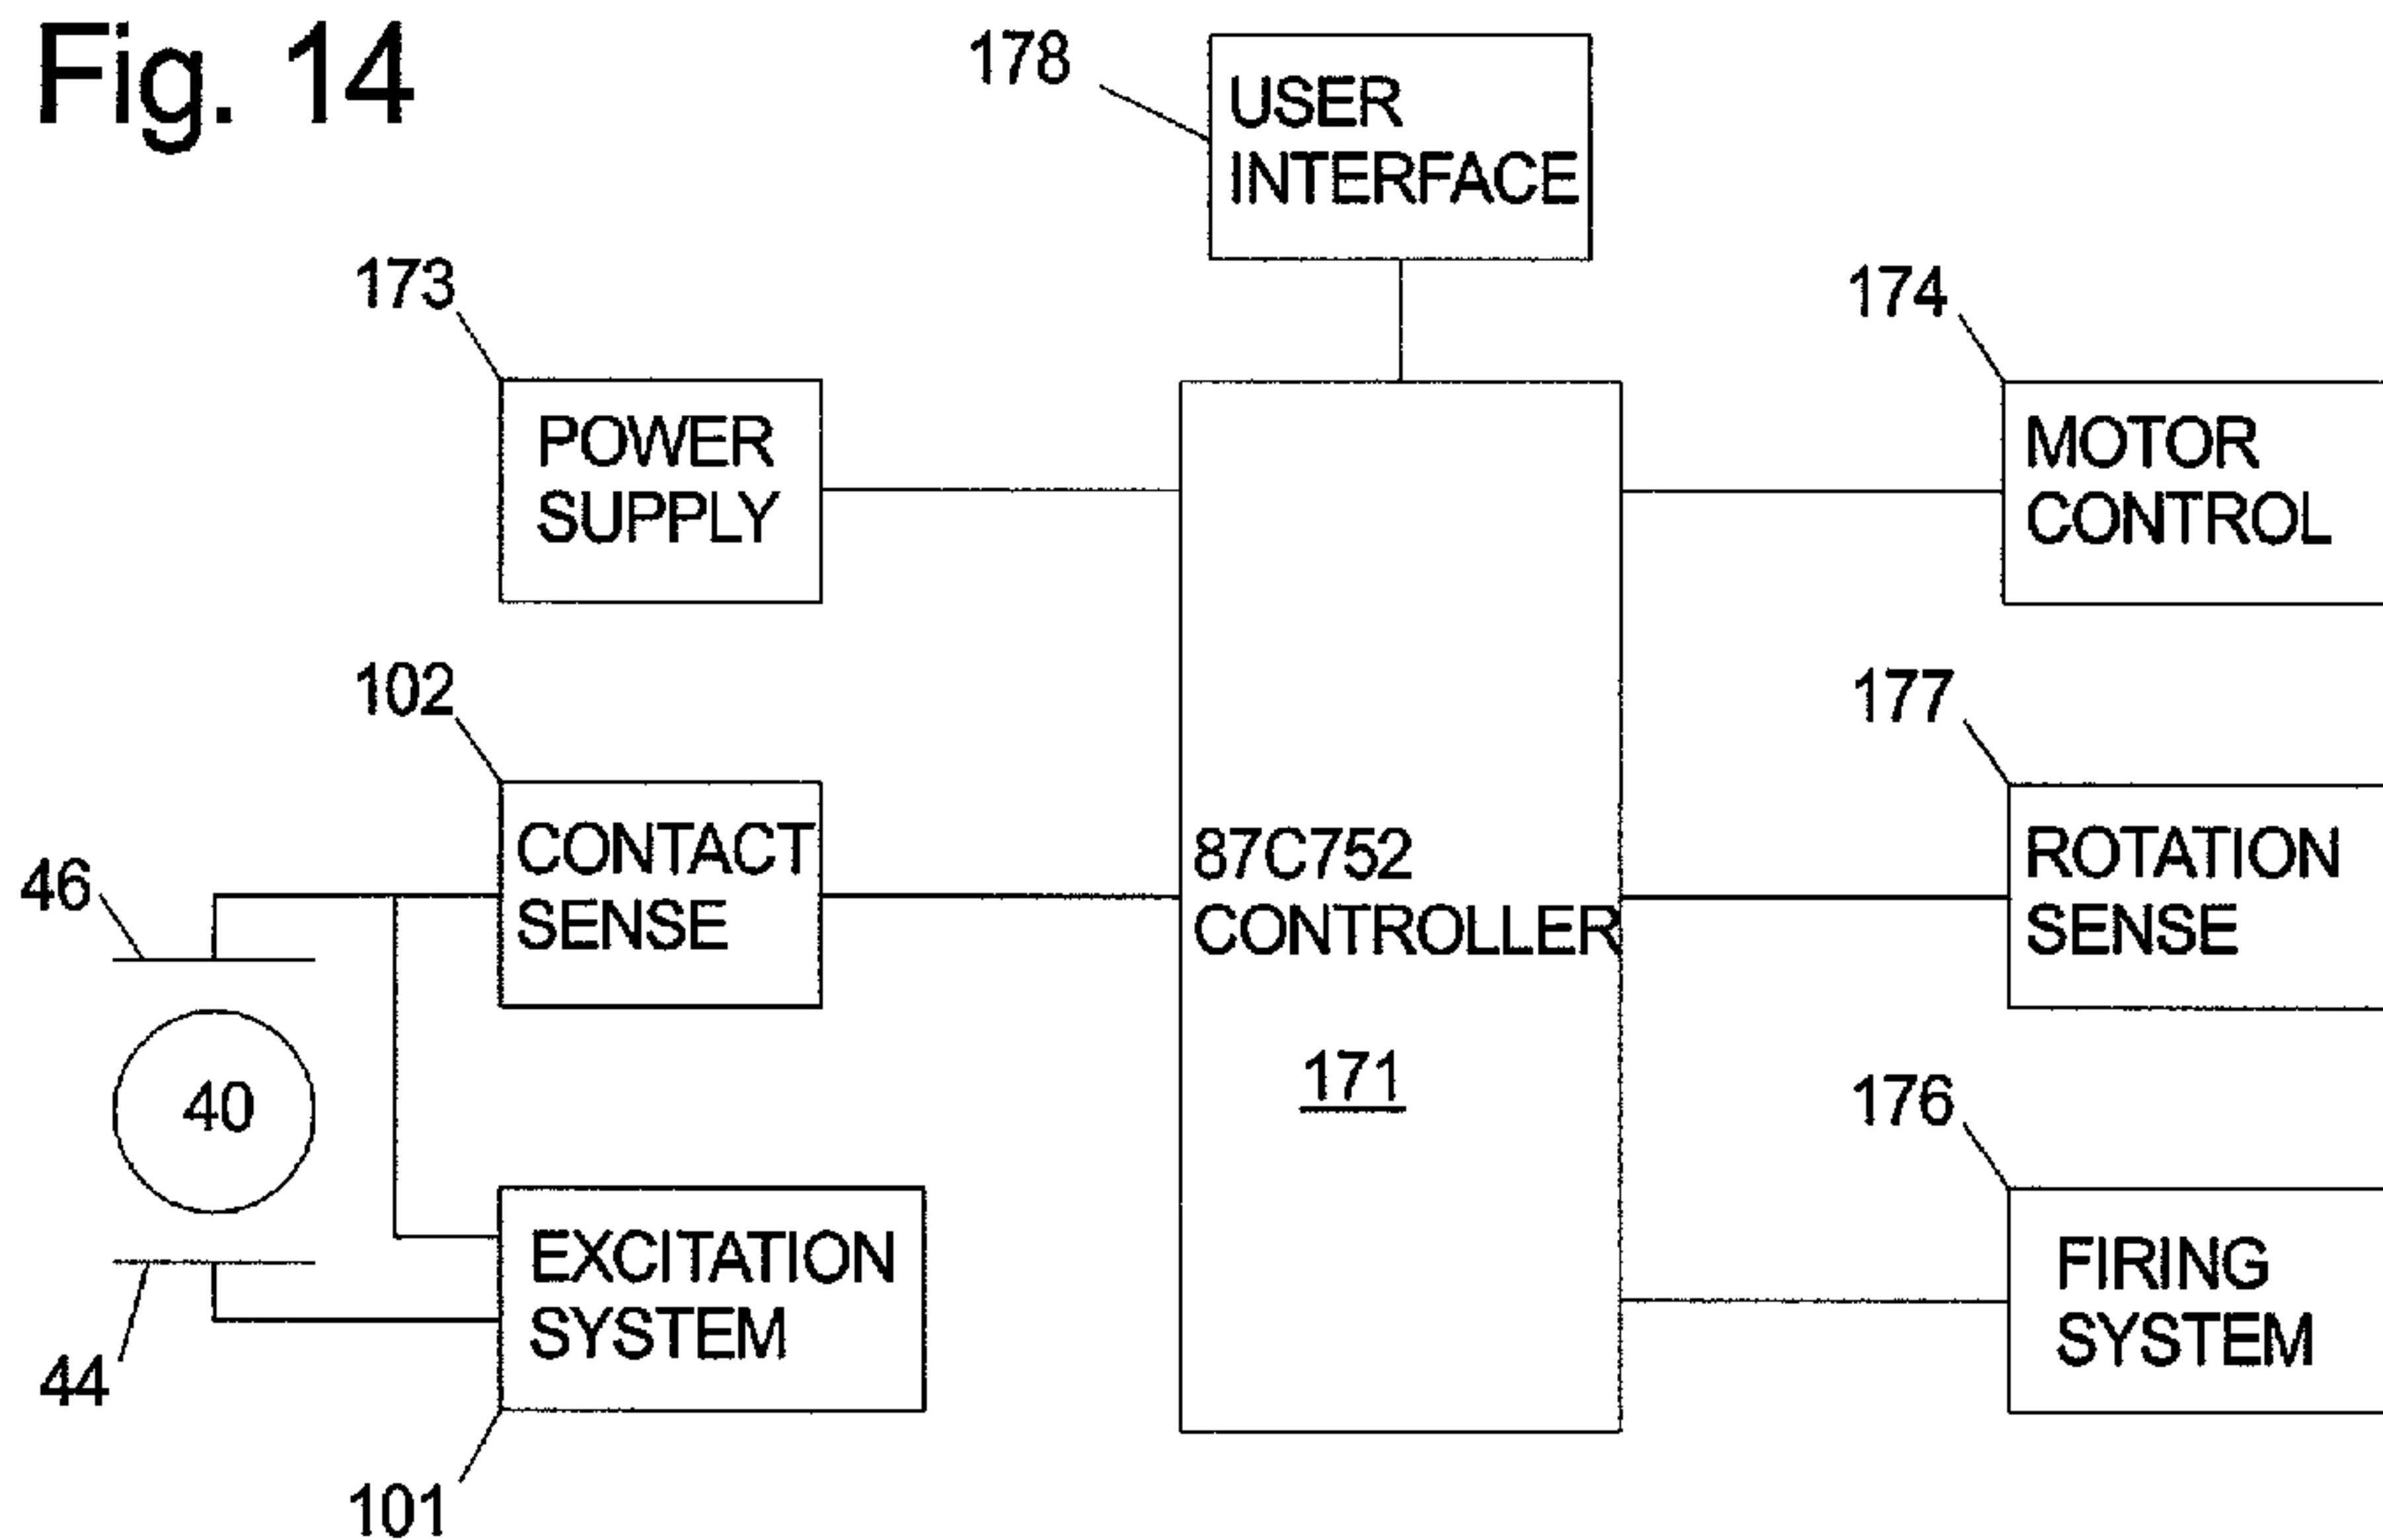 Fig. 14
178
USER
INTERFACE
173
POWER
SUPPLY
174
MOTOR
CONTROL
102
CONTACT
SENSE
46
40
44
EXCITATION
SYSTEM
101
87C752
CONTROLLER
171
177
ROTATION
SENSE
176
FIRING
SYSTEM